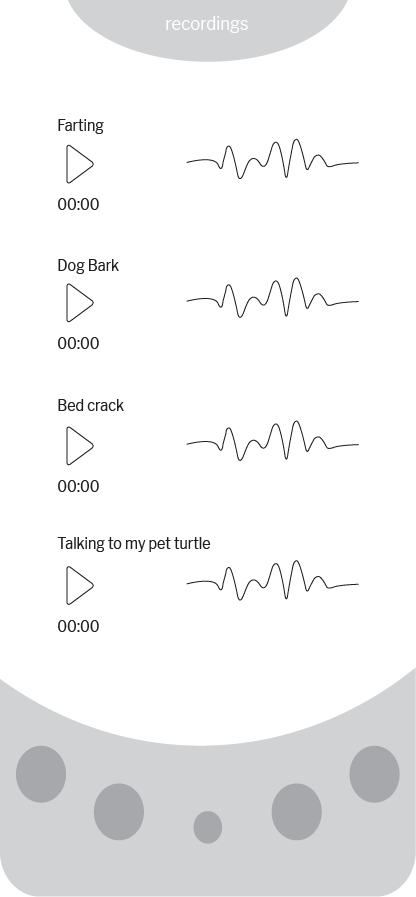 recordings
Farting
00:00
Dog Bark
00:00
Bed crack
00:00
Talking to my pet turtle
00:00